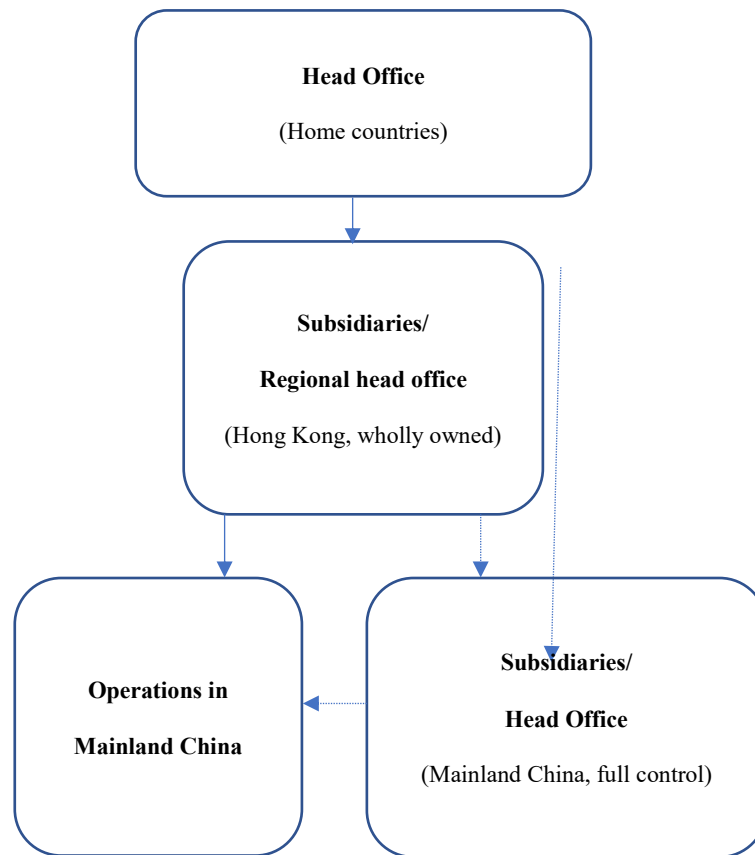 Head Office
(Home countries)
Subsidiaries/
Regional head office
(Hong Kong, wholly owned)
Operations in
Mainland China
Subsidiaries/
Head Office
(Mainland China, full control)